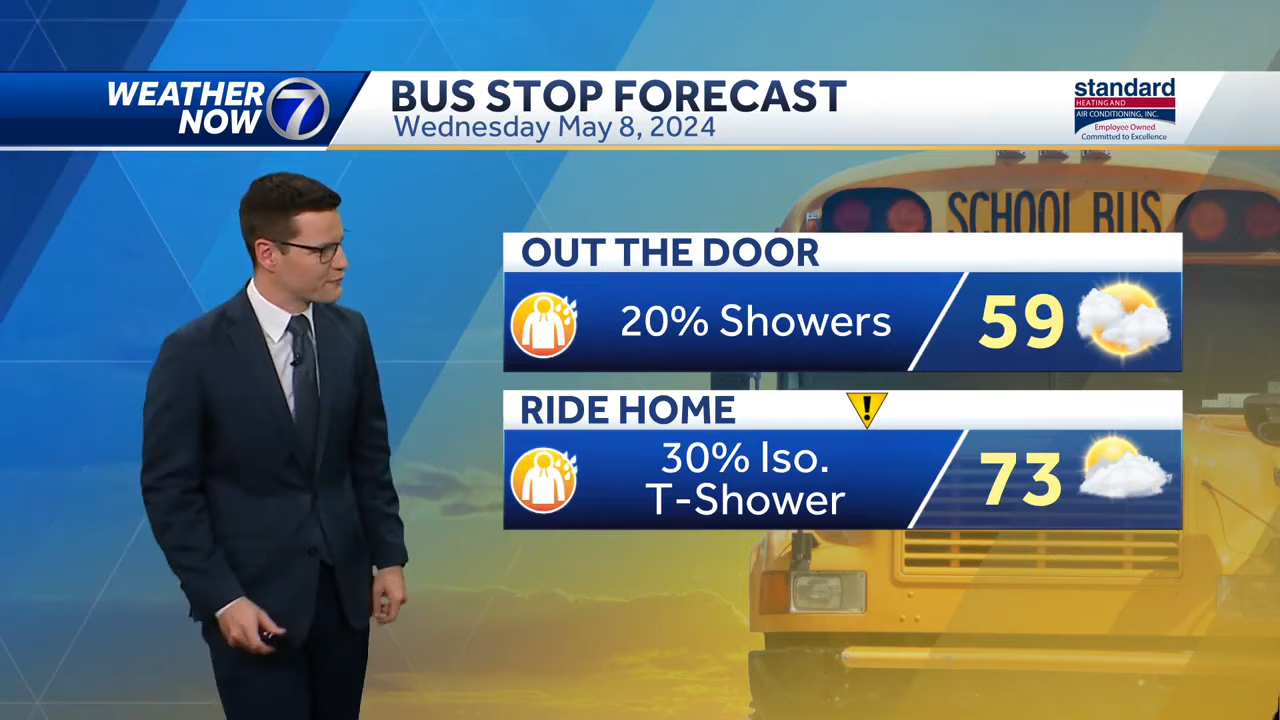 WEATHER
NOW
7
BUS STOP FORECAST
Wednesday May 8, 2024
standard
HEATING AND
AIR CONDITIONING, INC.
Employee Owned
Committed to Excellence
SCHOOL BUS
OUT THE DOOR
20% Showers
59
RIDE HOME
!
30% Iso.
T-Shower
73